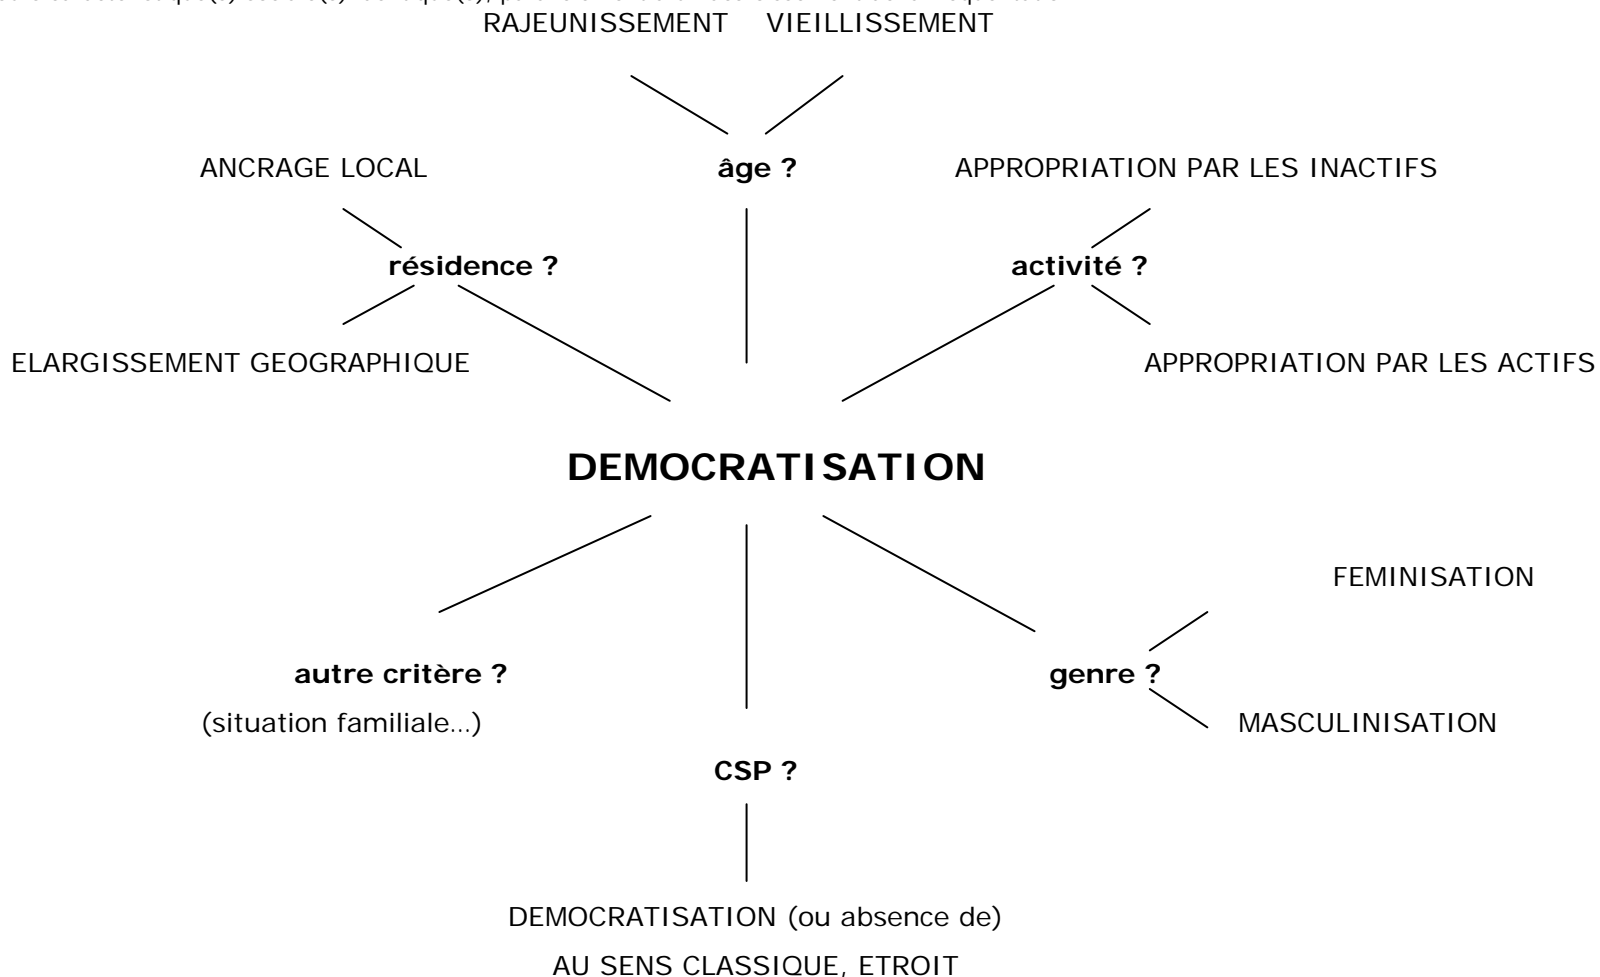 RAJEUNISSEMENT VIEILLISSEMENT
ANCRAGE LOCAL
âge ?
APPROPRIATION PAR LES INACTIFS
résidence ?
activité ?
ELARGISSEMENT GEOGRAPHIQUE
APPROPRIATION PAR LES ACTIFS
DEMOCRATISATION
FEMINISATION
autre critère ?
genre ?
(situation familiale...)
MASCULINISATION
CSP ?
DEMOCRATISATION (ou absence de)
AU SENS CLASSIQUE, ETROIT